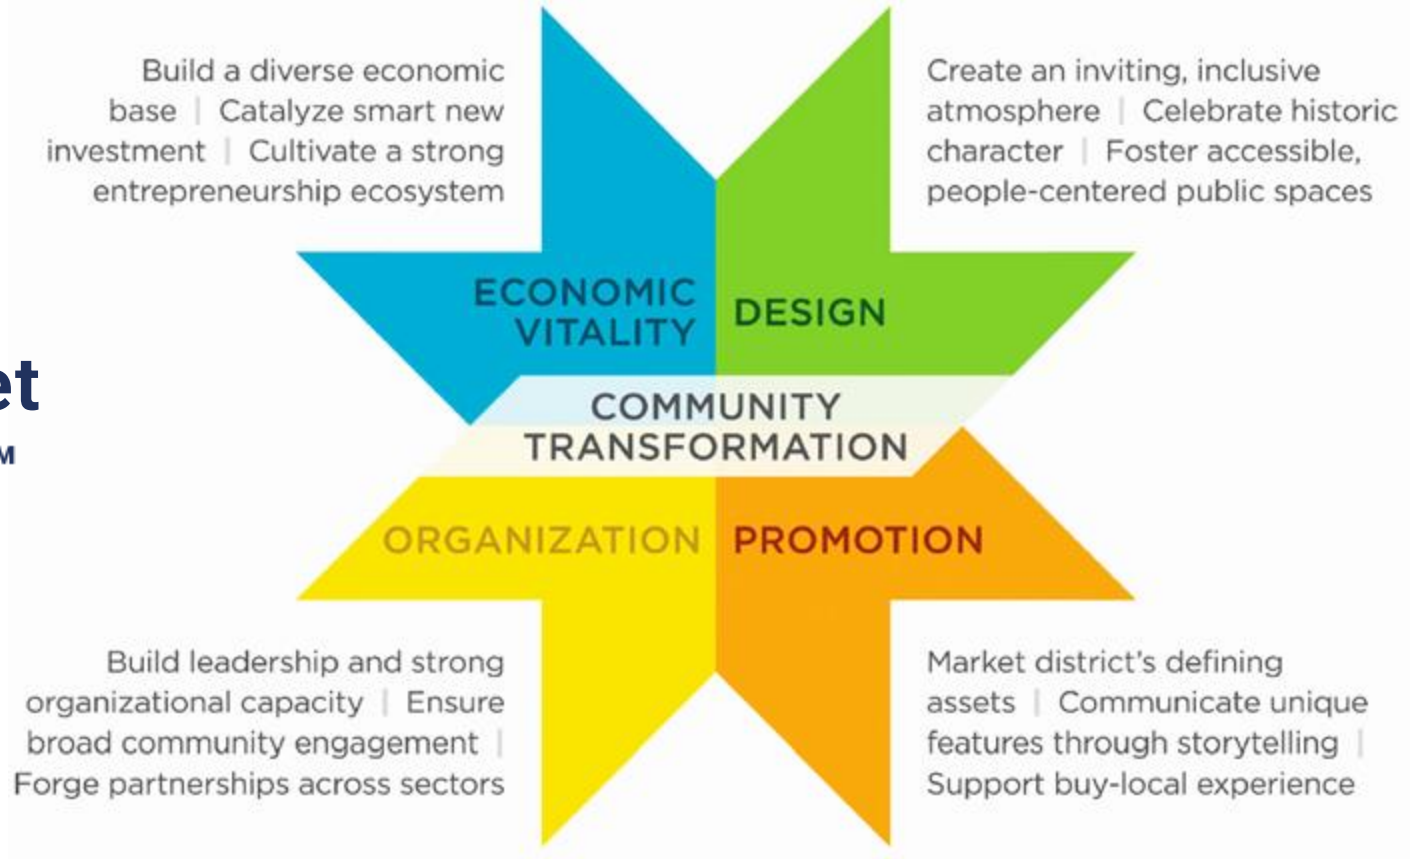 Build a diverse economic
base | Catalyze smart new
investment | Cultivate a strong
entrepreneurship ecosystem
Create an inviting, inclusive
atmosphere | Celebrate historic
character | Foster accessible,
people-centered public spaces
ECONOMIC
VITALITY
DESIGN
et
M
COMMUNITY
TRANSFORMATION
ORGANIZATION
PROMOTION
Build leadership and strong
organizational capacity | Ensure
broad community engagement |
Forge partnerships across sectors
Market district's defining
assets | Communicate unique
features through storytelling |
Support buy-local experience